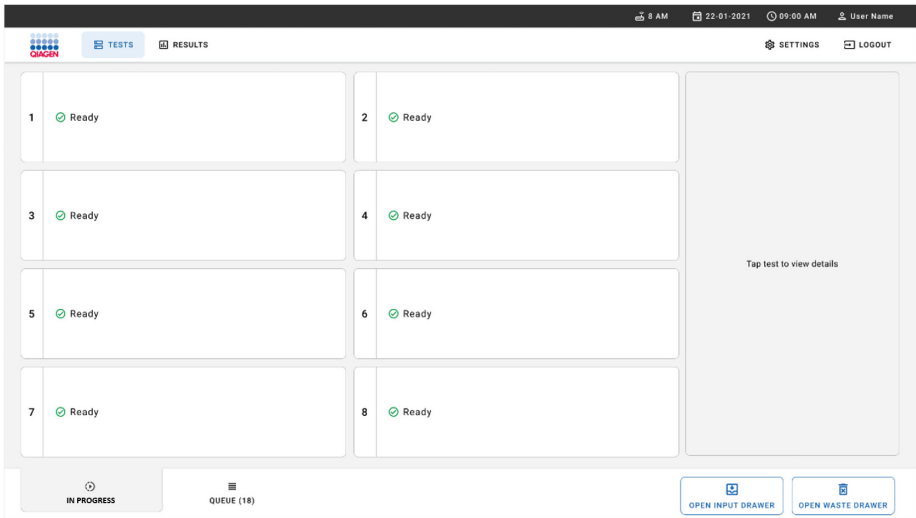 8 AM 22-01-2021 09:00 AM User Name
QIAGEN TESTS RESULTS SETTINGS LOGOUT
1 Ready 2 Ready
3 Ready 4 Ready
Tap test to view details
5 Ready 6 Ready
7 Ready 8 Ready
IN PROGRESS QUEUE (18) OPEN INPUT DRAWER OPEN WASTE DRAWER